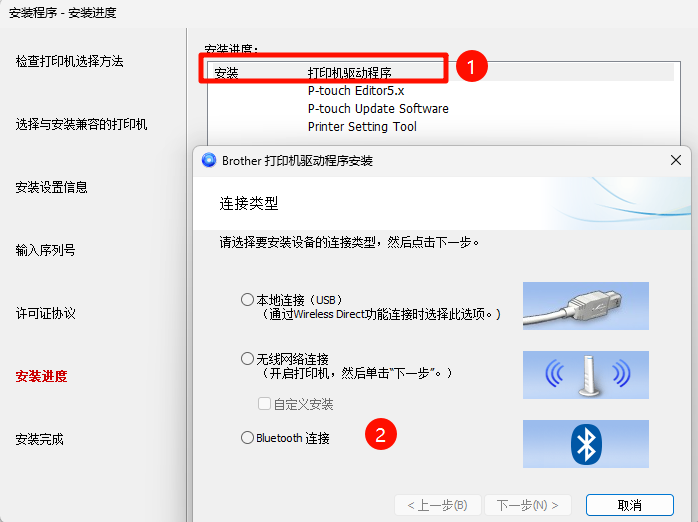 安装程序 - 安装进度
检查打印机选择方法
选择与安装兼容的打印机
安装设置信息
输入序列号
许可证协议
安装进度
安装完成
安装进度：
安装 打印机驱动程序
1
P-touch Editor5.x
P-touch Update Software
Printer Setting Tool
Brother 打印机驱动程序安装
连接类型
请选择要安装设备的连接类型，然后点击下一步。
本地连接（USB）
（通过Wireless Direct功能连接时选择此选项。）
无线网络连接
（开启打印机，然后单击“下一步”。）
自定义安装
Bluetooth 连接
2
< 上一步(B)
下一步(N) >
取消